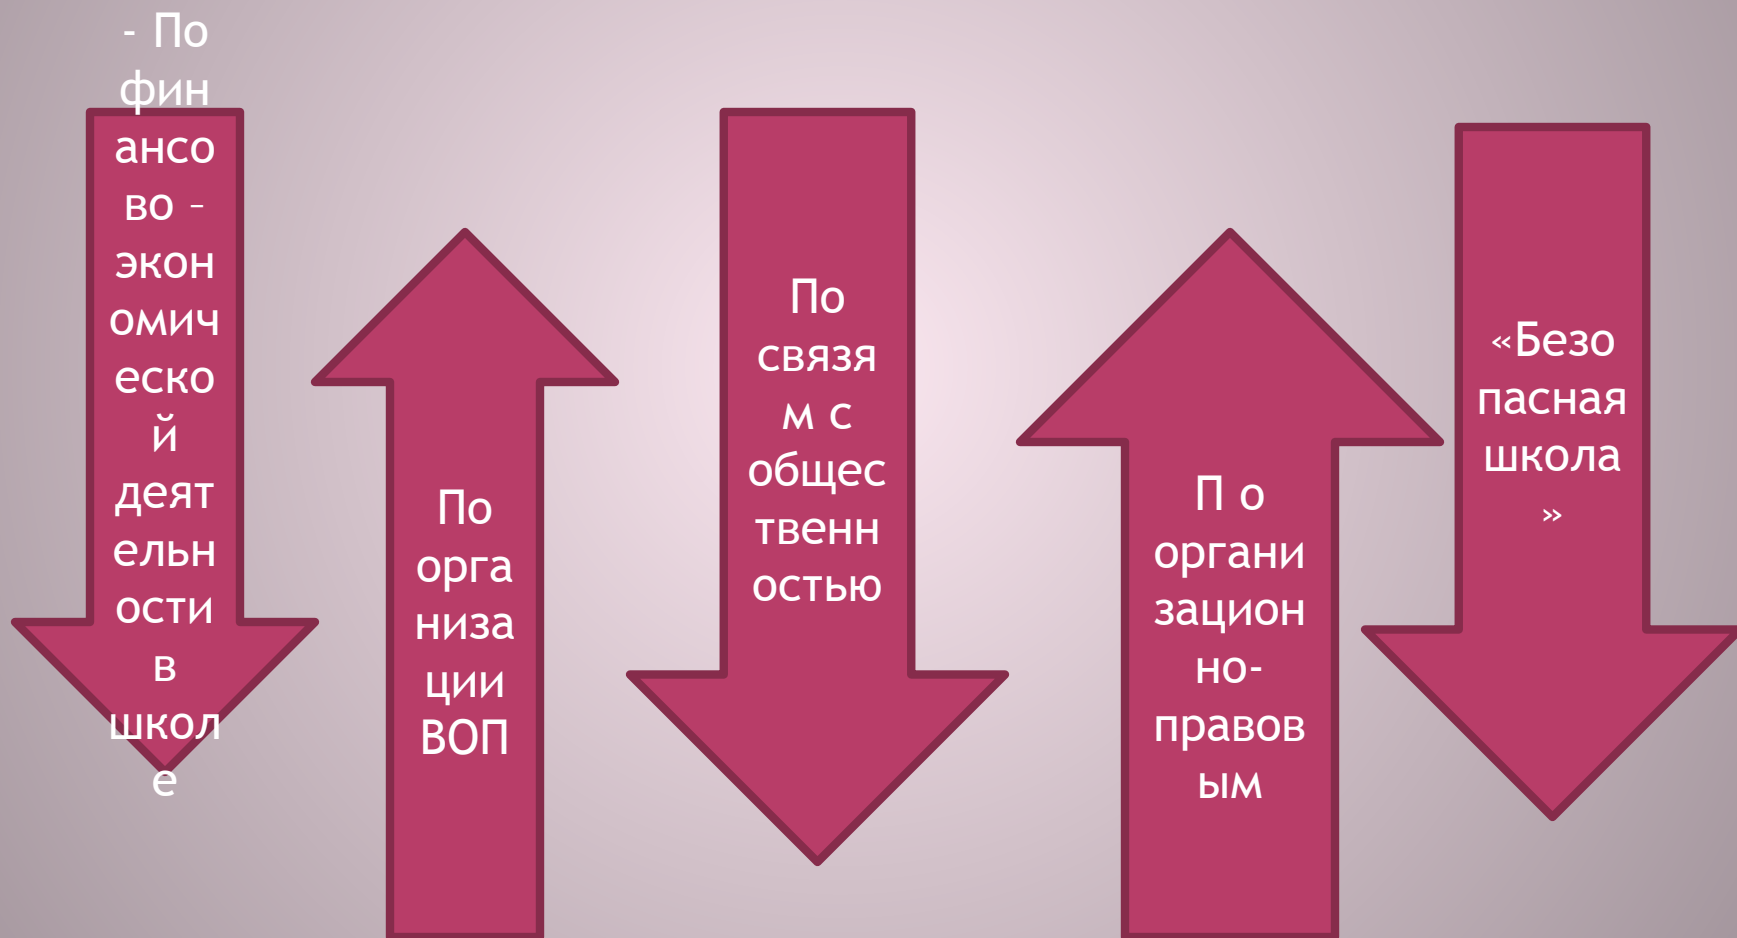 - По
фин
ансо
во –
экон
омич
еско
й
деят
ельн
ости
в
школ
е
По
орга
низа
ции
ВОП
По
связя
м с
общес
твенн
остью
П о
органи
зацион
но-
правов
ым
«Безо
пасная
школа
»